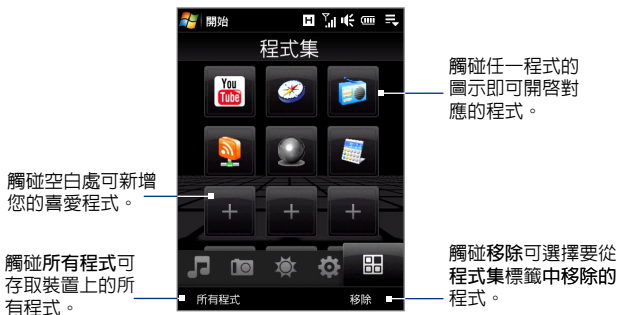 開始
H
程式集
You
Tube
觸碰任一程式的
圖示即可開啓對
應的程式。
觸碰空白處可新增
您的喜愛程式。
觸碰所有程式可
存取裝置上的所
有程式。
所有程式
移除
觸碰移除可選擇要從
程式集標籤中移除的
程式。